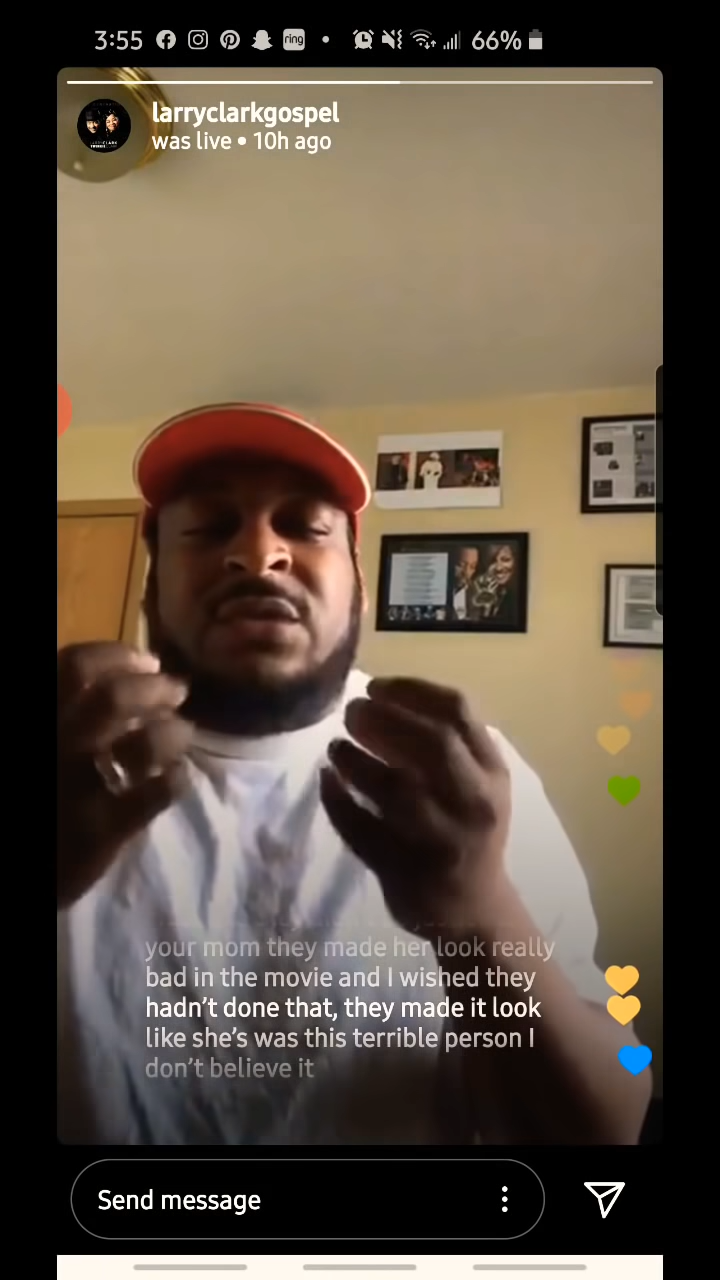 3:55 ring • 66%
larryclarkgospel
was live • 10h ago
your mom they made her look really
bad in the movie and I wished they
hadn't done that, they made it look
like she's was this terrible person I
don't believe it
Send message